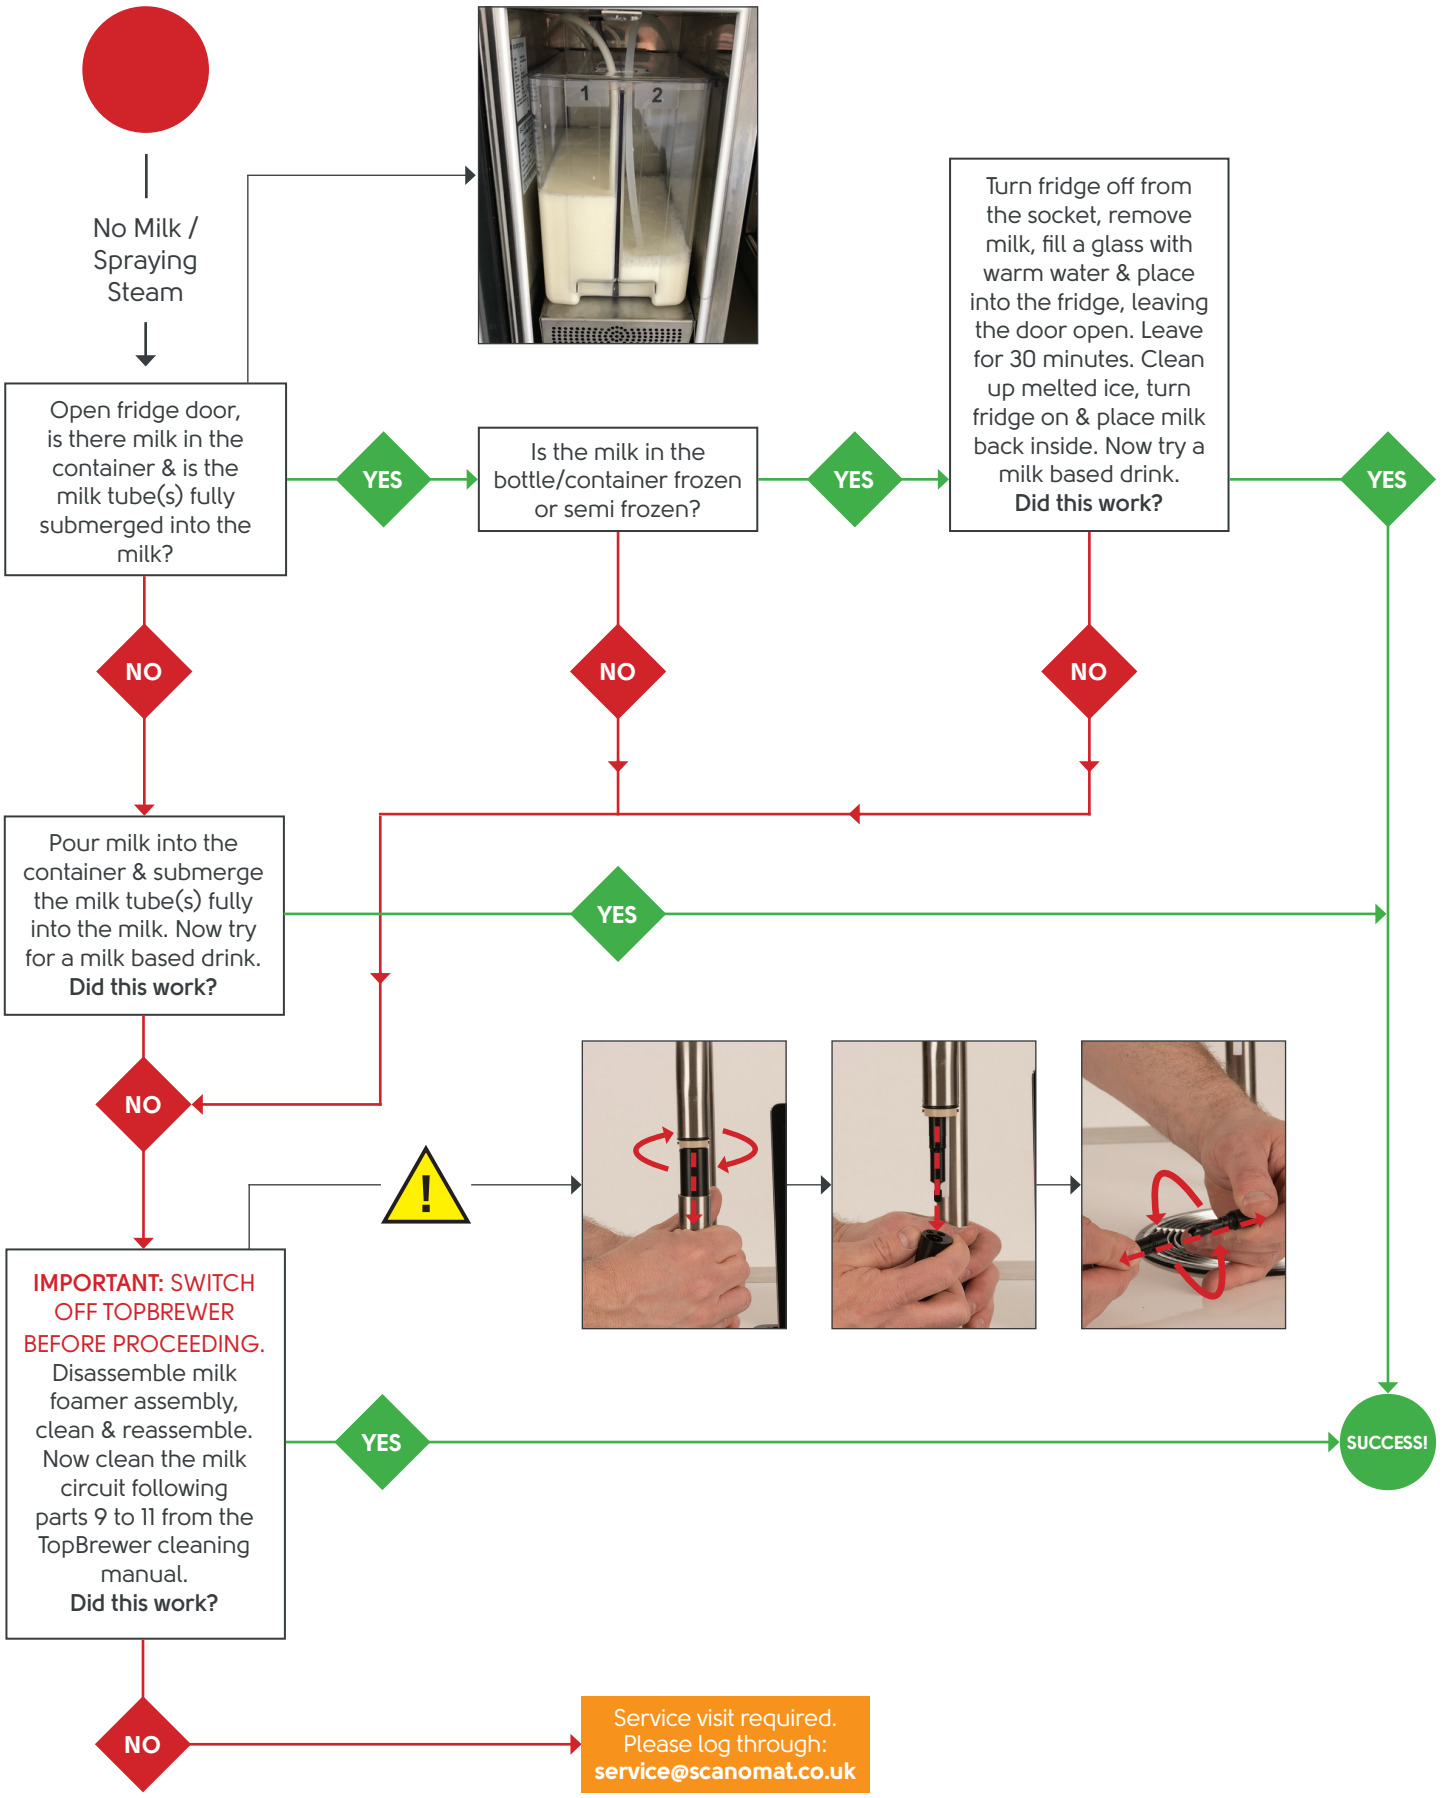 No Milk /
Spraying
Steam
1
2
Open fridge door,
is there milk in the
container & is the
milk tube(s) fully
submerged into the
milk?
YES
Is the milk in the
bottle/container frozen
or semi frozen?
YES
Turn fridge off from
the socket, remove
milk, fill a glass with
warm water & place
into the fridge, leaving
the door open. Leave
for 30 minutes. Clean
up melted ice, turn
fridge on & place milk
back inside. Now try a
milk based drink.
Did this work?
YES
NO
NO
NO
Pour milk into the
container & submerge
the milk tube(s) fully
into the milk. Now try
for a milk based drink.
Did this work?
YES
NO
!
IMPORTANT: SWITCH
OFF TOPBREWER
BEFORE PROCEEDING.
Disassemble milk
foamer assembly,
clean & reassemble.
Now clean the milk
circuit following
parts 9 to 11 from the
TopBrewer cleaning
manual.
Did this work?
YES
SUCCESS!
NO
Service visit required.
Please log through:
service@scanomat.co.uk